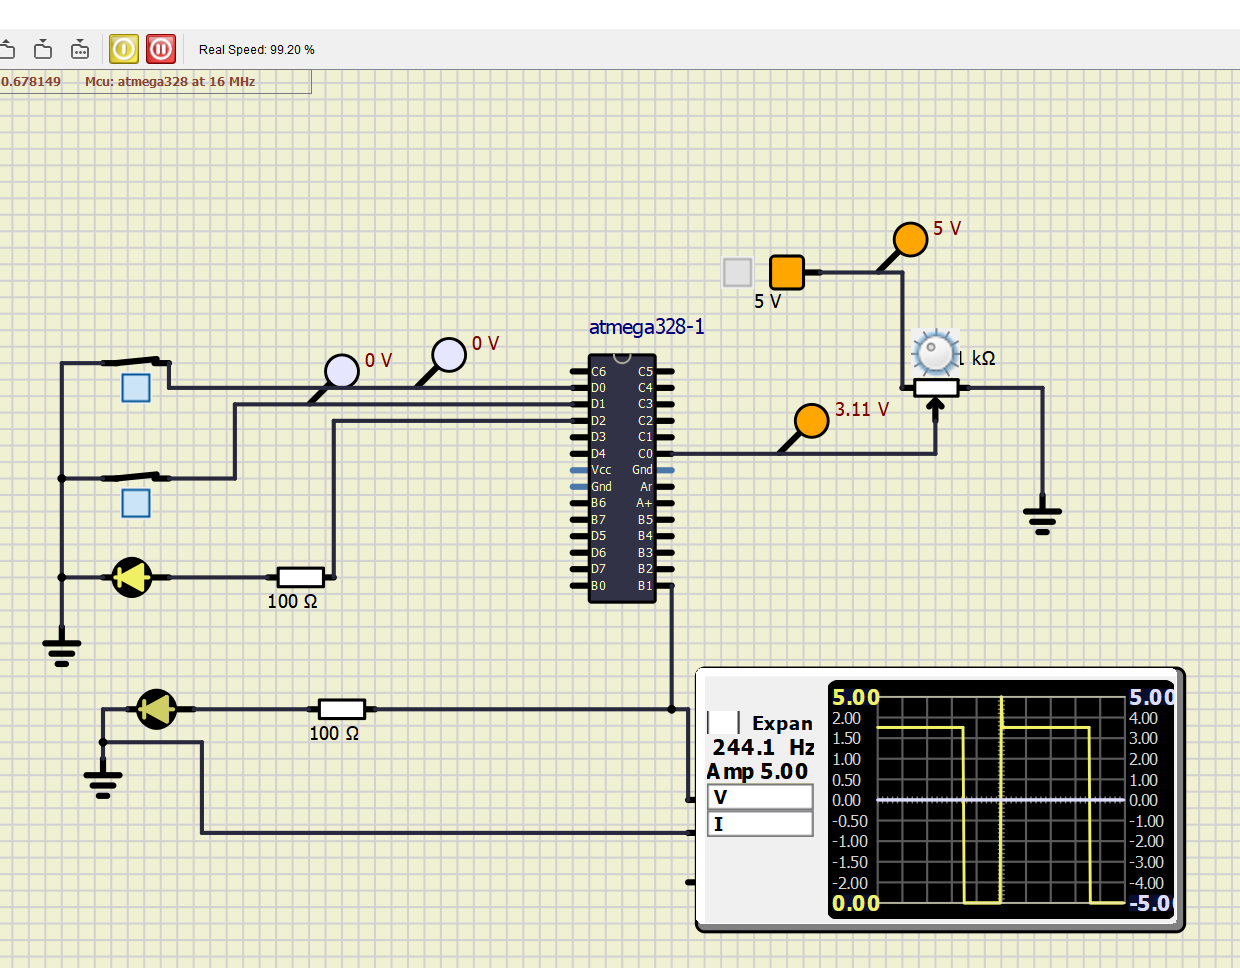 Real Speed: 99.20 %
0.678149 Mcu: atmega328 at 16 MHz
5 V
5 V
atmega328-1
0 V
0 V
1 kΩ
3.11 V
C6 C5
D0 C4
D1 C3
D2 C2
D3 C1
D4 C0
Vcc Gnd
Gnd Ar
B6 A+
B7 B5
D5 B4
D6 B3
D7 B2
B0 B1
100 Ω
100 Ω
Expan
244.1 Hz
Amp 5.00
V
I
5.00 5.00
2.00 4.00
1.50 3.00
1.00 2.00
0.50 1.00
0.00 0.00
-0.50 -1.00
-1.00 -2.00
-1.50 -3.00
-2.00 -4.00
0.00 -5.00